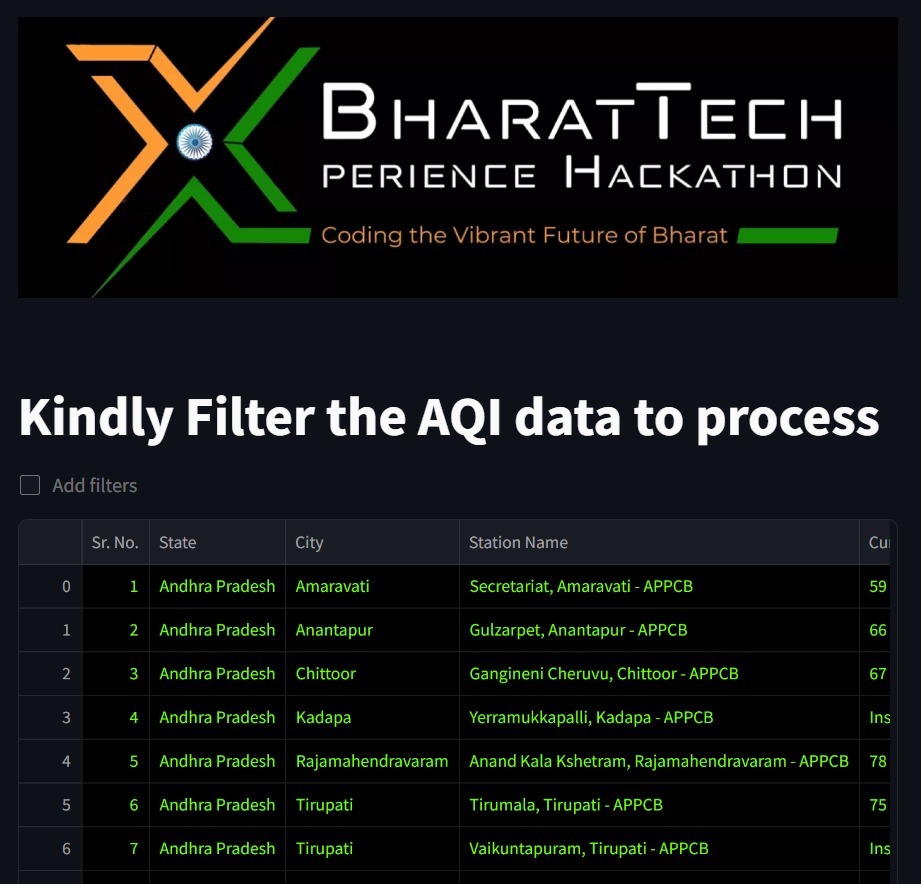 BHARATTECH
PERIENCE HACKATHON
Coding the Vibrant Future of Bharat
Kindly Filter the AQI data to process
Add filters
Sr. No. State City Station Name
0 1 Andhra Pradesh Amaravati Secretariat, Amaravati - APPCB 59
1 2 Andhra Pradesh Anantapur Gulzarpet, Anantapur - APPCB 66
2 3 Andhra Pradesh Chittoor Gangineni Cheruvu, Chittoor - APPCB 67
3 4 Andhra Pradesh Kadapa Yerramukkapalli, Kadapa - APPCB Ins
4 5 Andhra Pradesh Rajamahendravaram Anand Kala Kshetram, Rajamahendravaram - APPCB 78
5 6 Andhra Pradesh Tirupati Tirumala, Tirupati - APPCB 75
6 7 Andhra Pradesh Tirupati Vaikuntapuram, Tirupati - APPCB Ins